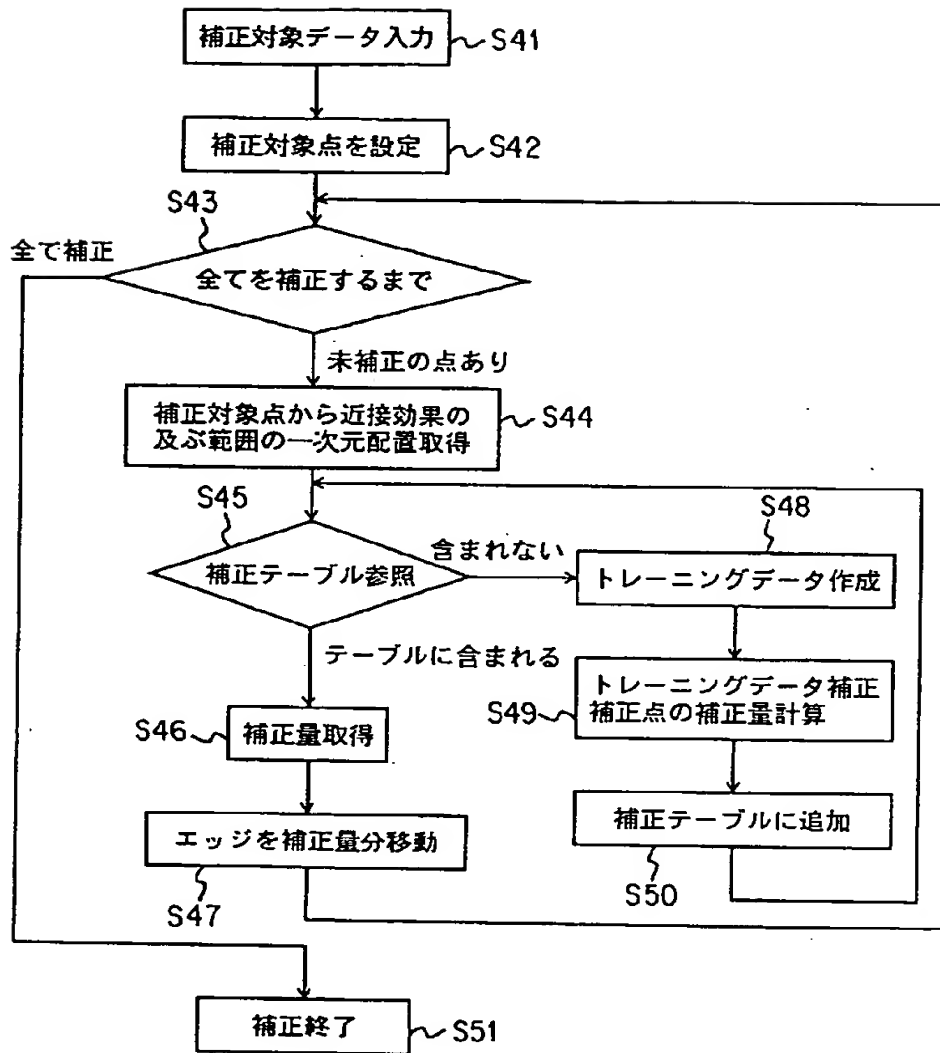 補正対象データ入力
S41
補正対象点を設定
S42
S43
全て補正
全てを補正するまで
未補正の点あり
補正対象点から近接効果の
及ぶ範囲の一次元配置取得
S44
S45
補正テーブル参照
含まれない
S48
トレーニングデータ作成
テーブルに含まれる
トレーニングデータ補正
補正点の補正量計算
S49
S46
補正量取得
補正テーブルに追加
S50
エッジを補正量分移動
S47
補正終了
S51